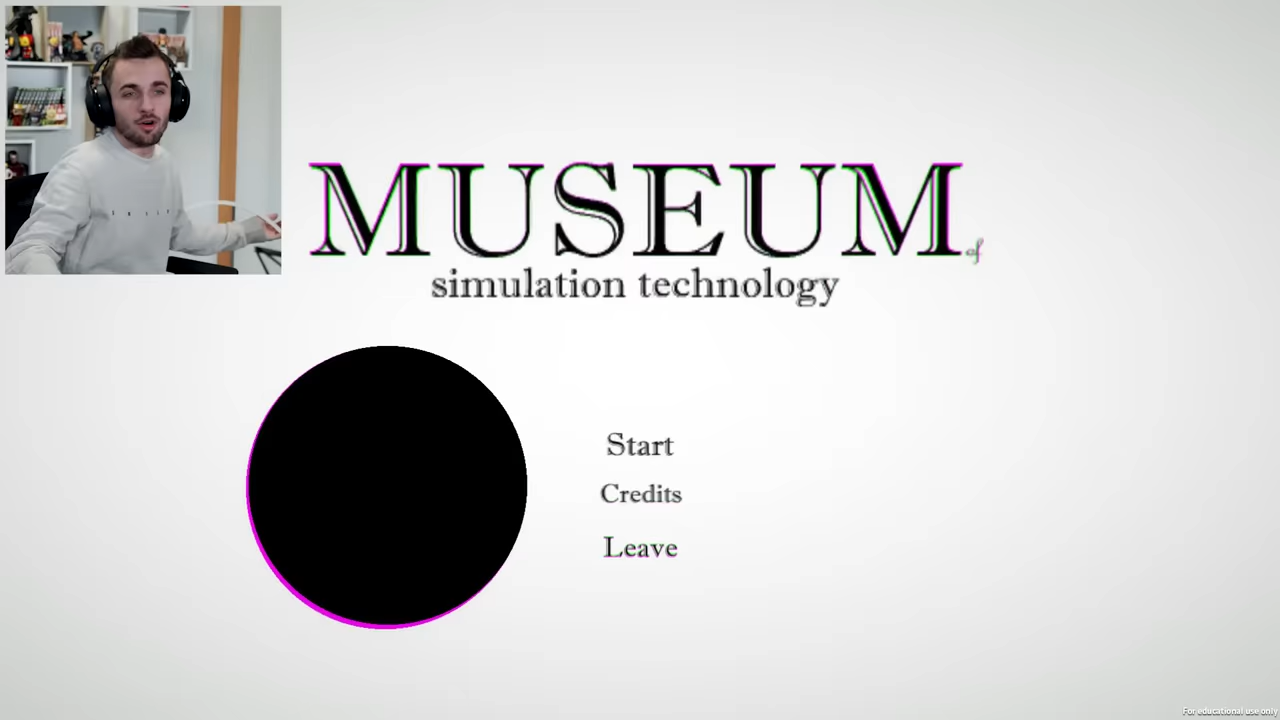 MUSEUM of
simulation technology
Start
Credits
Leave
For educational use only